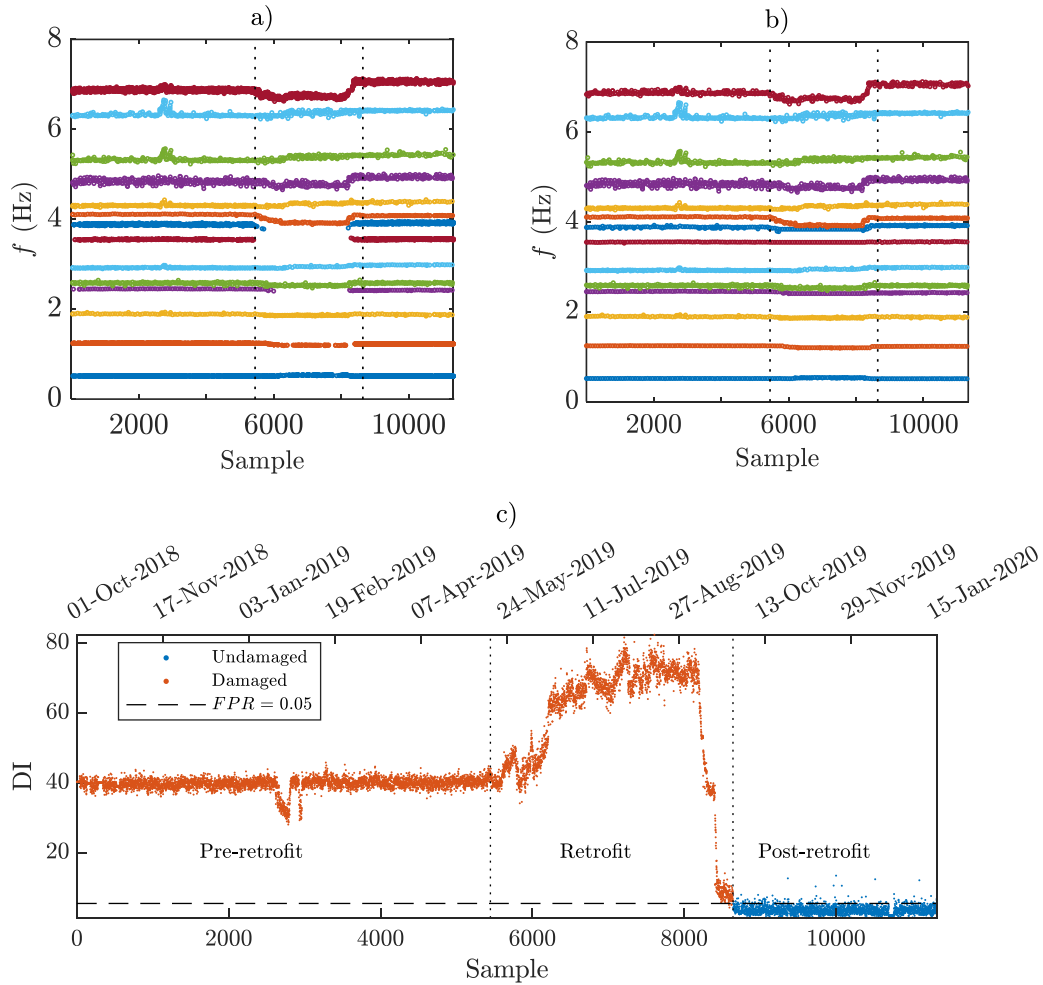 a)
8
6
4
2
0
f (Hz)
2000 6000 10000
Sample
b)
8
6
4
2
0
f (Hz)
2000 6000 10000
Sample
c)
01-Oct-2018 17-Nov-2018 03-Jan-2019 19-Feb-2019 07-Apr-2019 24-May-2019 11-Jul-2019 27-Aug-2019 13-Oct-2019 29-Nov-2019 15-Jan-2020
80
60
40
20
DI
Undamaged
Damaged
FPR = 0.05
Pre-retrofit Retrofit Post-retrofit
0 2000 4000 6000 8000 10000
Sample